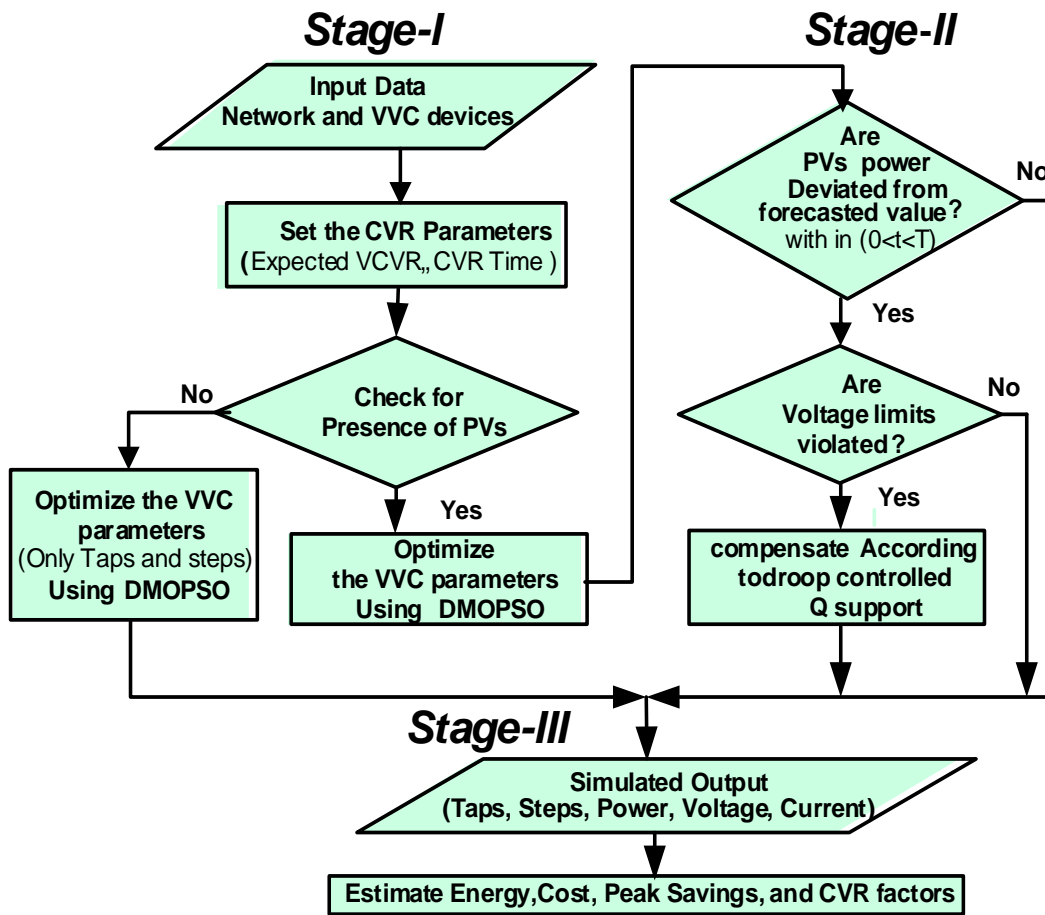 Stage-I
Input Data
Network and VVC devices
Set the CVR Parameters
(Expected VCVR,, CVR Time )
Check for
Presence of PVs
No
Yes
Optimize the VVC
parameters
(Only Taps and steps)
Using DMOPSO
Optimize
the VVC parameters
Using DMOPSO
Stage-II
Are
PVs power
Deviated from
forecasted value?
with in (0<t<T)
No
Yes
Are
Voltage limits
violated ?
No
Yes
compensate According
todroop controlled
Q support
Stage-III
Simulated Output
(Taps, Steps, Power, Voltage, Current)
Estimate Energy,Cost, Peak Savings, and CVR factors